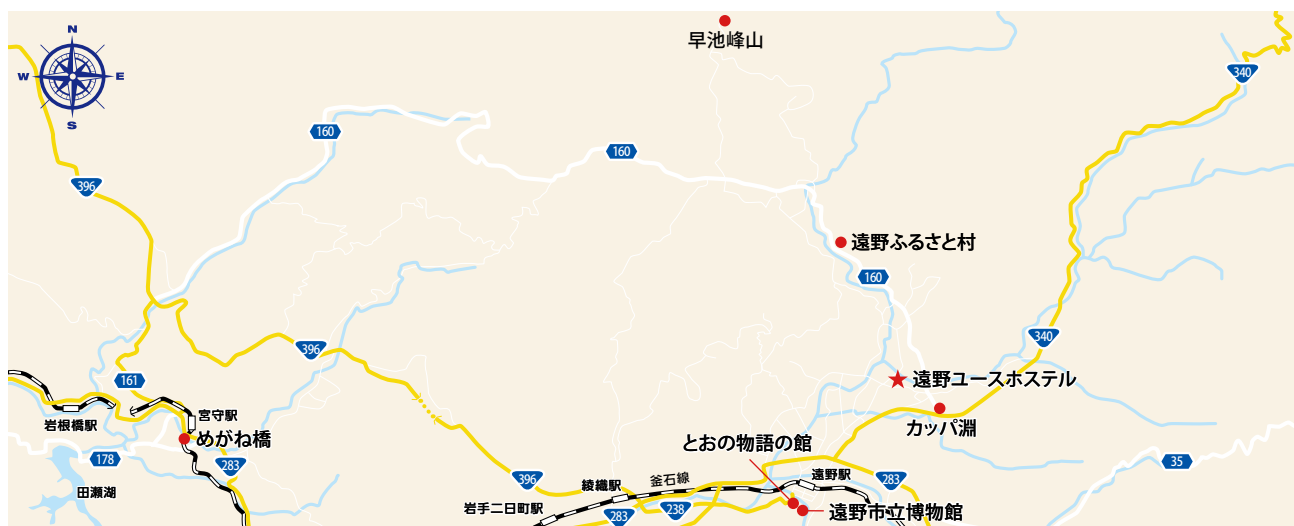 N
早池峰山
W E
340
S
160
160
396
遠野ふるさと村
160
340
396
161
遠野ユースホステル
宮守駅
カッパ淵
岩根橋駅
めがね橋
とおの物語の館
178
283
35
396
綾織駅
釜石線
遠野駅
283
田瀬湖
岩手二日町駅
283
238
遠野市立博物館